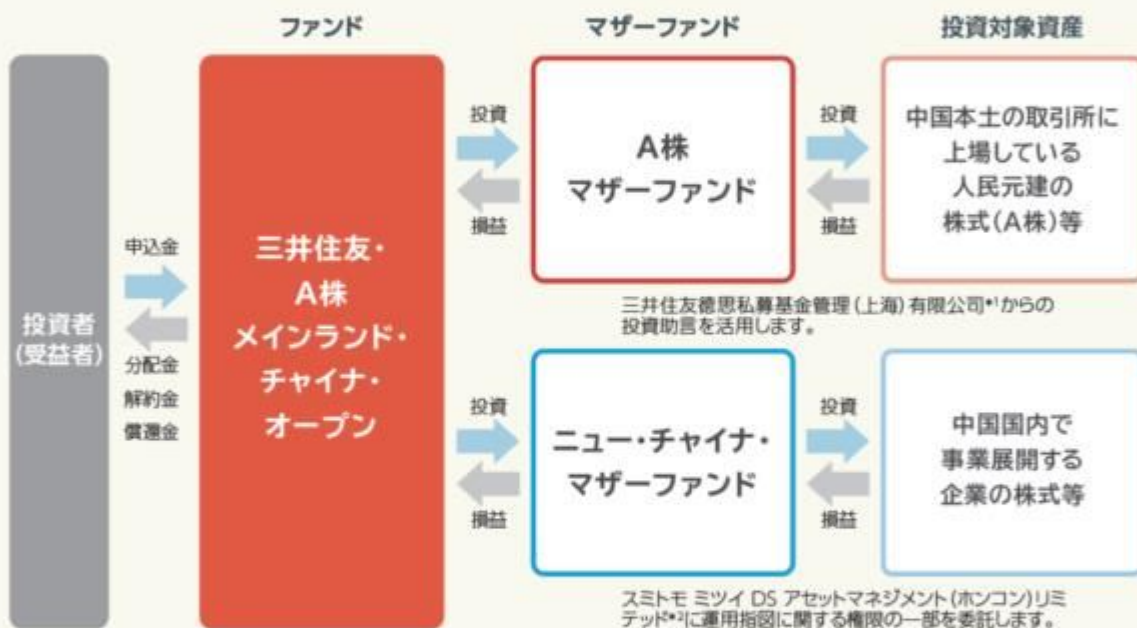 ファンド
マザーファンド
投資対象資産
投資者
(受益者)
申込金
分配金
解約金
償還金
三井住友・
A株
メインランド・
チャイナ・
オープン
投資
損益
A株
マザーファンド
投資
損益
中国本土の取引所に
上場している
人民元建の
株式(A株)等
三井住友德思私募基金管理(上海)有限公司*1からの
投資助言を活用します。
投資
損益
ニュー・チャイナ・
マザーファンド
投資
損益
中国国内で
事業展開する
企業の株式等
スミトモ ミツイ DS アセットマネジメント(ホンコン)リミ
テッド*2に運用指図に関する権限の一部を委託します。